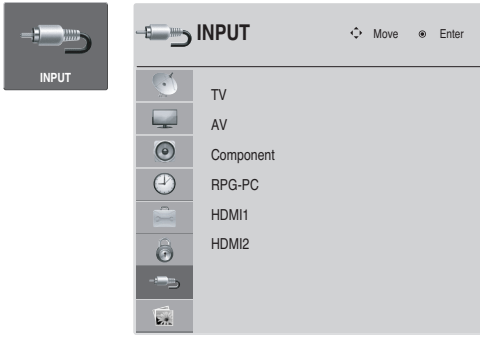 INPUT
INPUT Move Enter
TV
AV
Component
RPG-PC
HDMI1
HDMI2